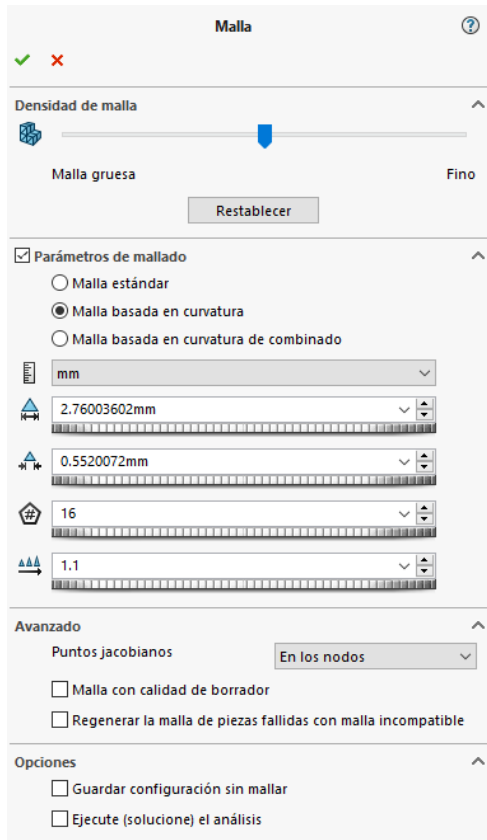 Malla
Densidad de malla
Malla gruesa Fino
Restablecer
Parámetros de mallado
Malla estándar
Malla basada en curvatura
Malla basada en curvatura de combinado
mm
2.76003602mm
0.5520072mm
16
1.1
Avanzado
Puntos jacobianos En los nodos
Malla con calidad de borrador
Regenerar la malla de piezas fallidas con malla incompatible
Opciones
Guardar configuración sin mallar
Ejecute (solucione) el análisis